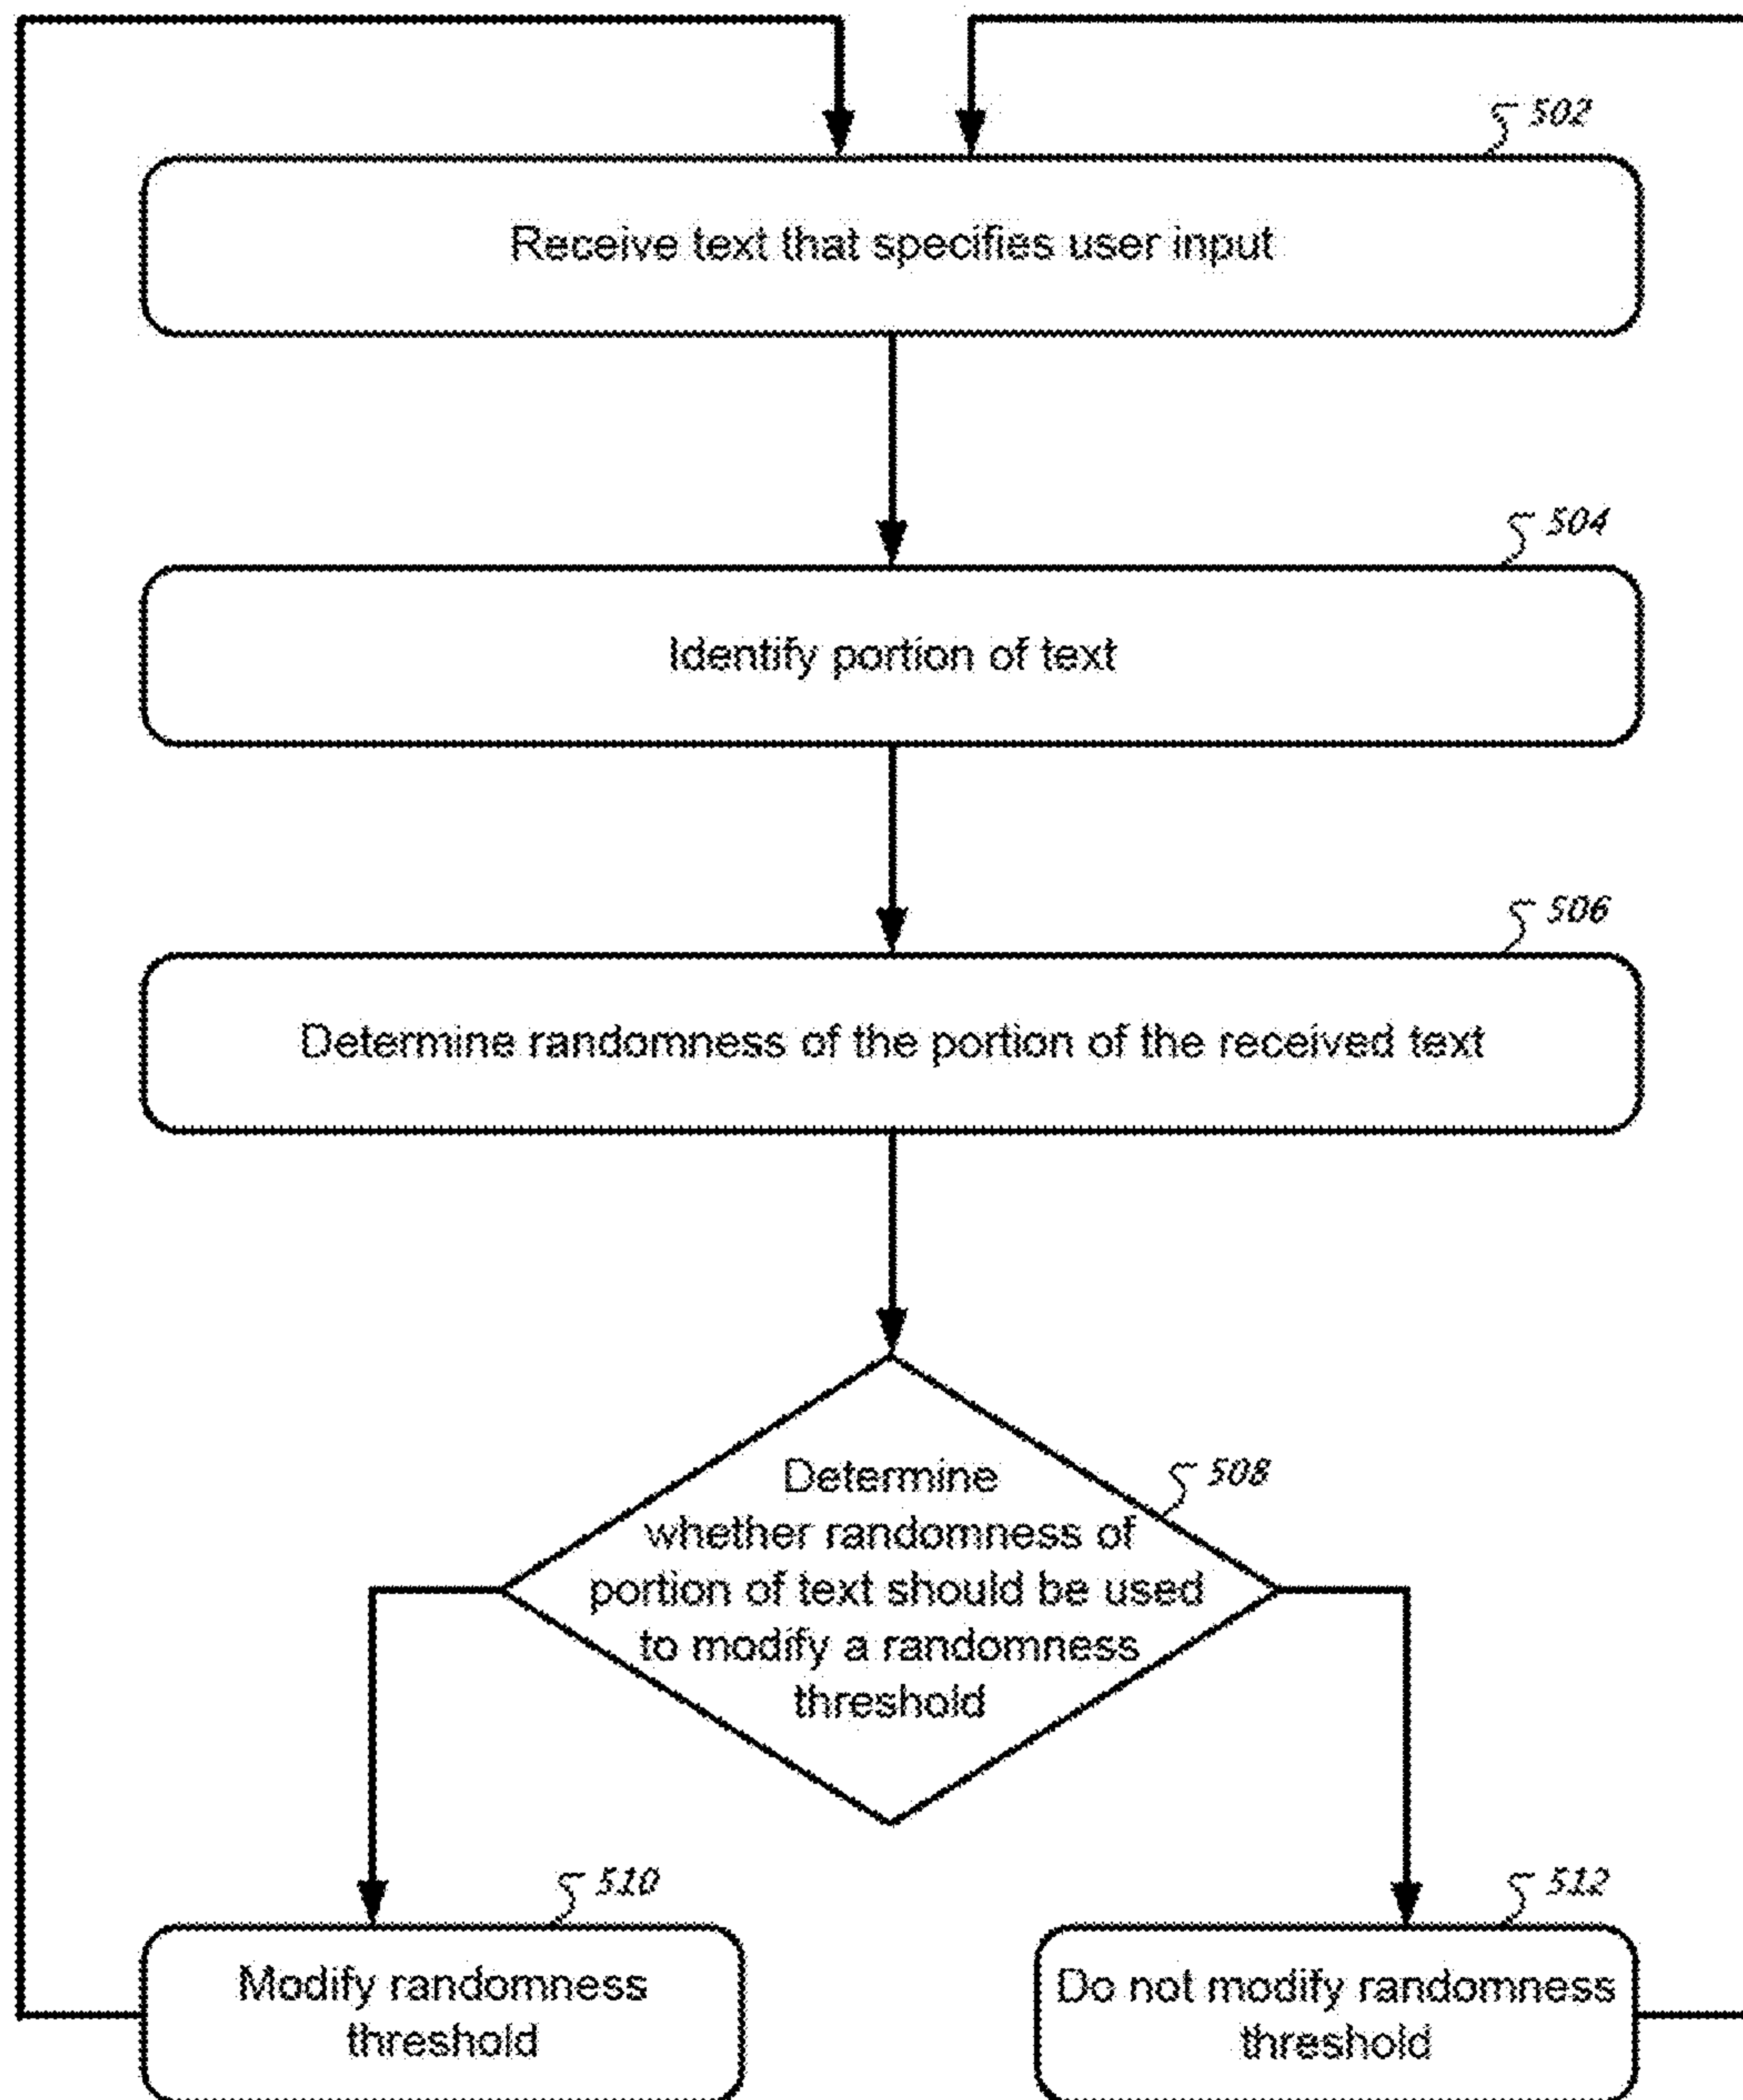 502
Receive text that specifies user input
504
Identify portion of text
506
Determine randomness of the portion of the received text
508
Determine
whether randomness of
portion of text should be used
to modify a randomness
threshold
510
Modify randomness
threshold
512
Do not modify randomness
threshold